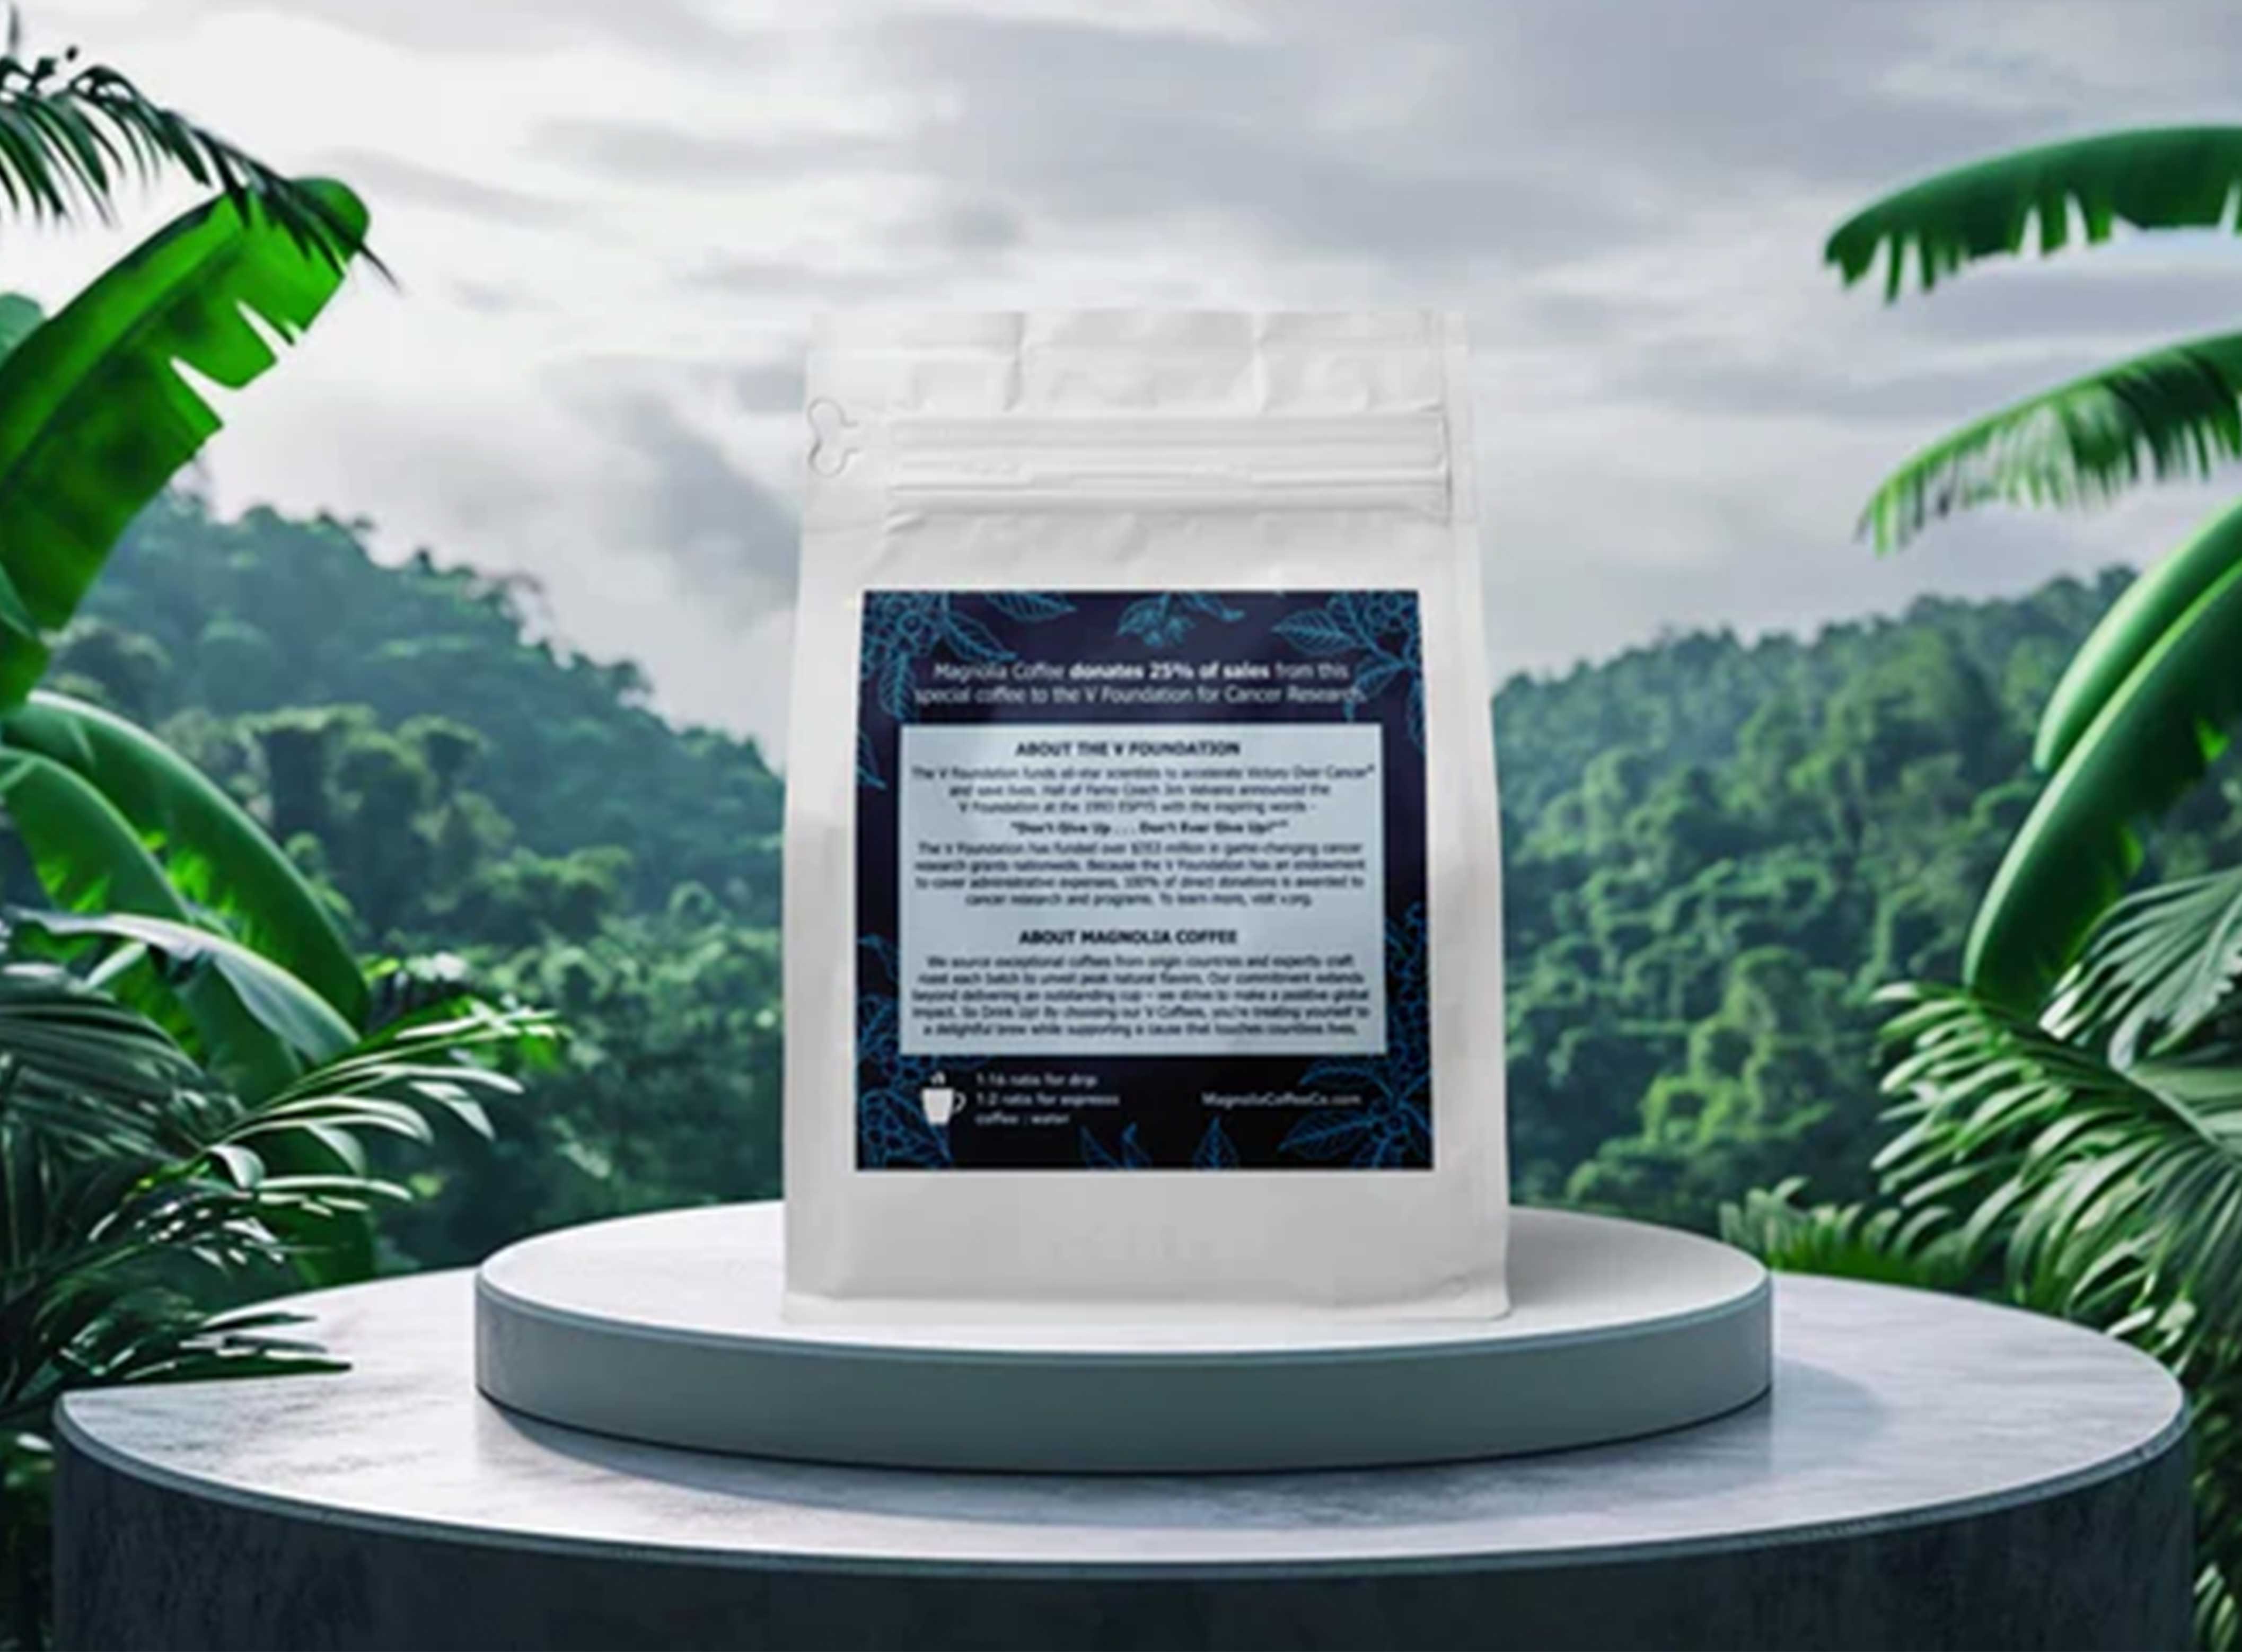 Magnolia Coffee donates 25% of sales from this
special coffee to the V Foundation for Cancer Research.
ABOUT THE V FOUNDATION
The V Foundation funds all-star scientists to accelerate Victory Over Cancer®
and save lives. Hall of Fame Coach Jim Valvano announced the
V Foundation at the 1993 ESPYS with the inspiring words –
"Don't Give Up . . . Don't Ever Give Up!"
The V Foundation has funded over million in game-changing cancer
research grants nationwide. Because the V Foundation has an endowment
to cover administrative expenses, 100% of direct donations is awarded to
cancer research and programs. To learn more, visit v.org.
ABOUT MAGNOLIA COFFEE
We source exceptional coffees from origin countries and expertly craft
roast each batch to unveil peak natural flavors. Our commitment extends
beyond delivering an outstanding cup – we strive to make a positive global
impact. So Drink Up! By choosing our V Coffees, you're treating yourself to
a delightful brew while supporting a cause that touches countless lives.
1:16 ratio for drip
1:2 ratio for espresso
coffee : water
MagnoliaCoffeeCo.com